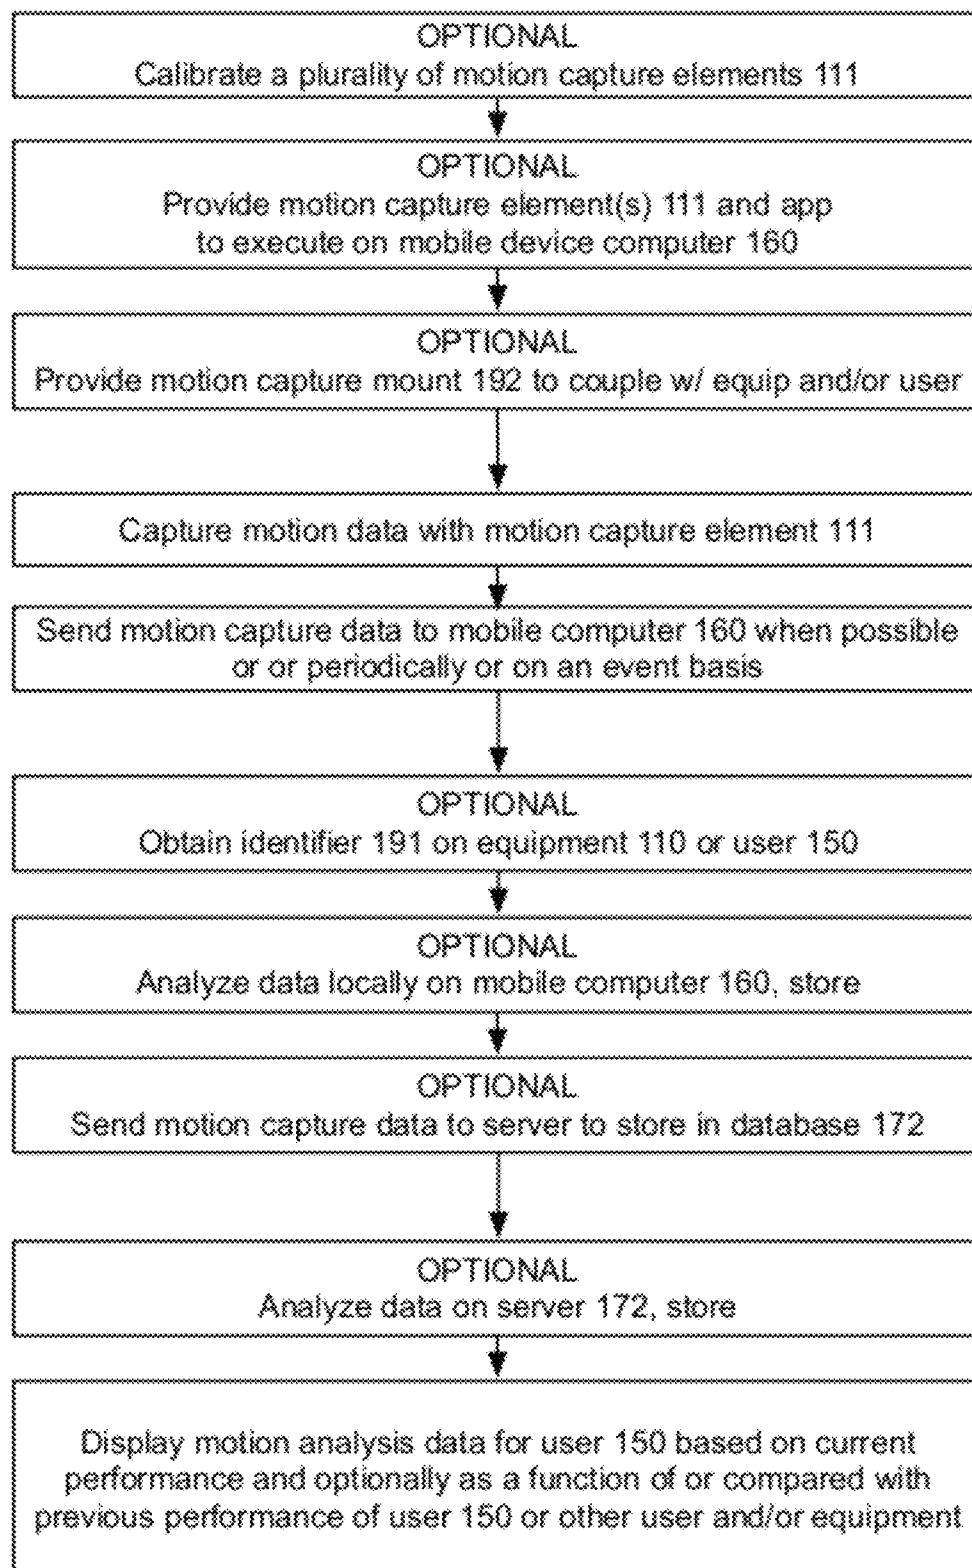 OPTIONAL
Calibrate a plurality of motion capture elements 111
OPTIONAL
Provide motion capture element(s) 111 and app
to execute on mobile device computer 160
OPTIONAL
Provide motion capture mount 192 to couple w/ equip and/or user
Capture motion data with motion capture element 111
Send motion capture data to mobile computer 160 when possible
or or periodically or on an event basis
OPTIONAL
Obtain identifier 191 on equipment 110 or user 150
OPTIONAL
Analyze data locally on mobile computer 160, store
OPTIONAL
Send motion capture data to server to store in database 172
OPTIONAL
Analyze data on server 172, store
Display motion analysis data for user 150 based on current
performance and optionally as a function of or compared with
previous performance of user 150 or other user and/or equipment